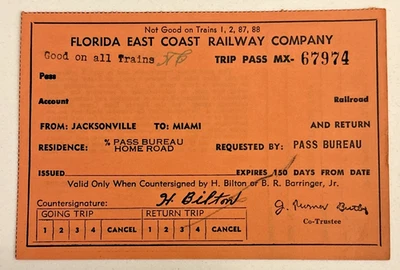 Not Good on Trains 1, 2, 87, 88
FLORIDA EAST COAST RAILWAY COMPANY
Good on all Trains
TRIP PASS MX- 67974
Pass
Account Railroad
FROM: JACKSONVILLE TO: MIAMI AND RETURN
RESIDENCE: % PASS BUREAU HOME ROAD REQUESTED BY: PASS BUREAU
ISSUED EXPIRES 150 DAYS FROM DATE
Valid Only When Countersigned by H. Bilton or B. R. Barringer, Jr.
Countersignature: H. Bilton
GOING TRIP RETURN TRIP
1 2 3 4 CANCEL 1 2 3 4 CANCEL
J. Turner Butler
Co-Trustee